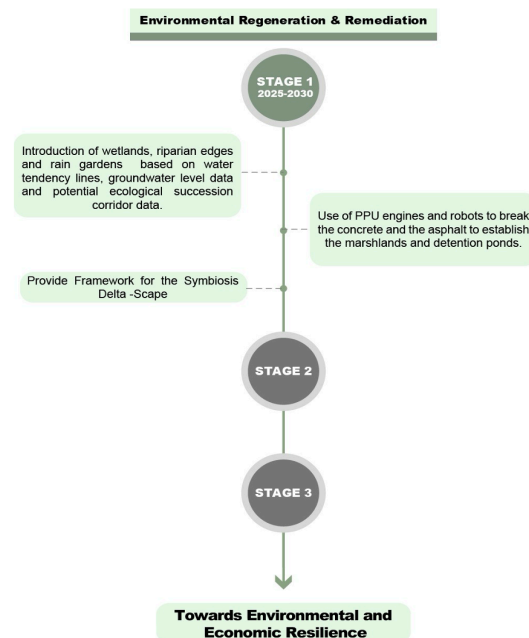 Environmental Regeneration & Remediation
STAGE 1
2025-2030
Introduction of wetlands, riparian edges
and rain gardens based on water
tendency lines, groundwater level data
and potential ecological succession
corridor data.
Use of PPU engines and robots to break
the concrete and the asphalt to establish
the marshlands and detention ponds.
Provide Framework for the Symbiosis
Delta -Scape
STAGE 2
STAGE 3
Towards Environmental and
Economic Resilience